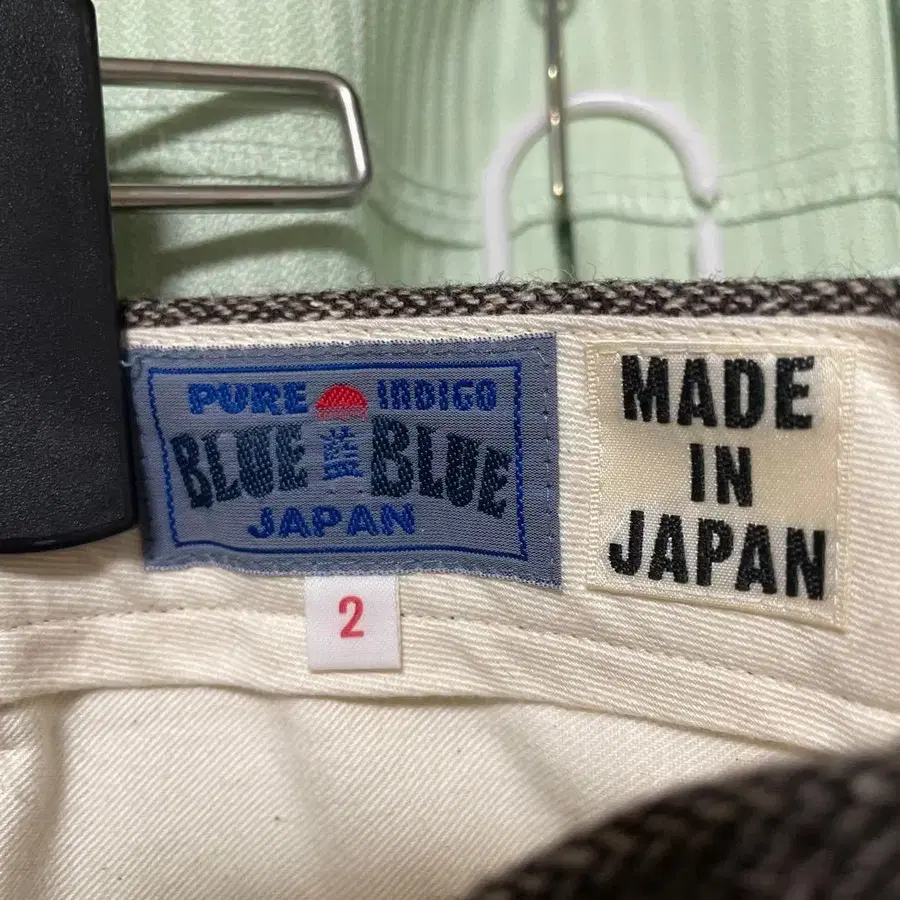 PURE INDIGO
BLUE 藍 BLUE
JAPAN
2
MADE
IN
JAPAN